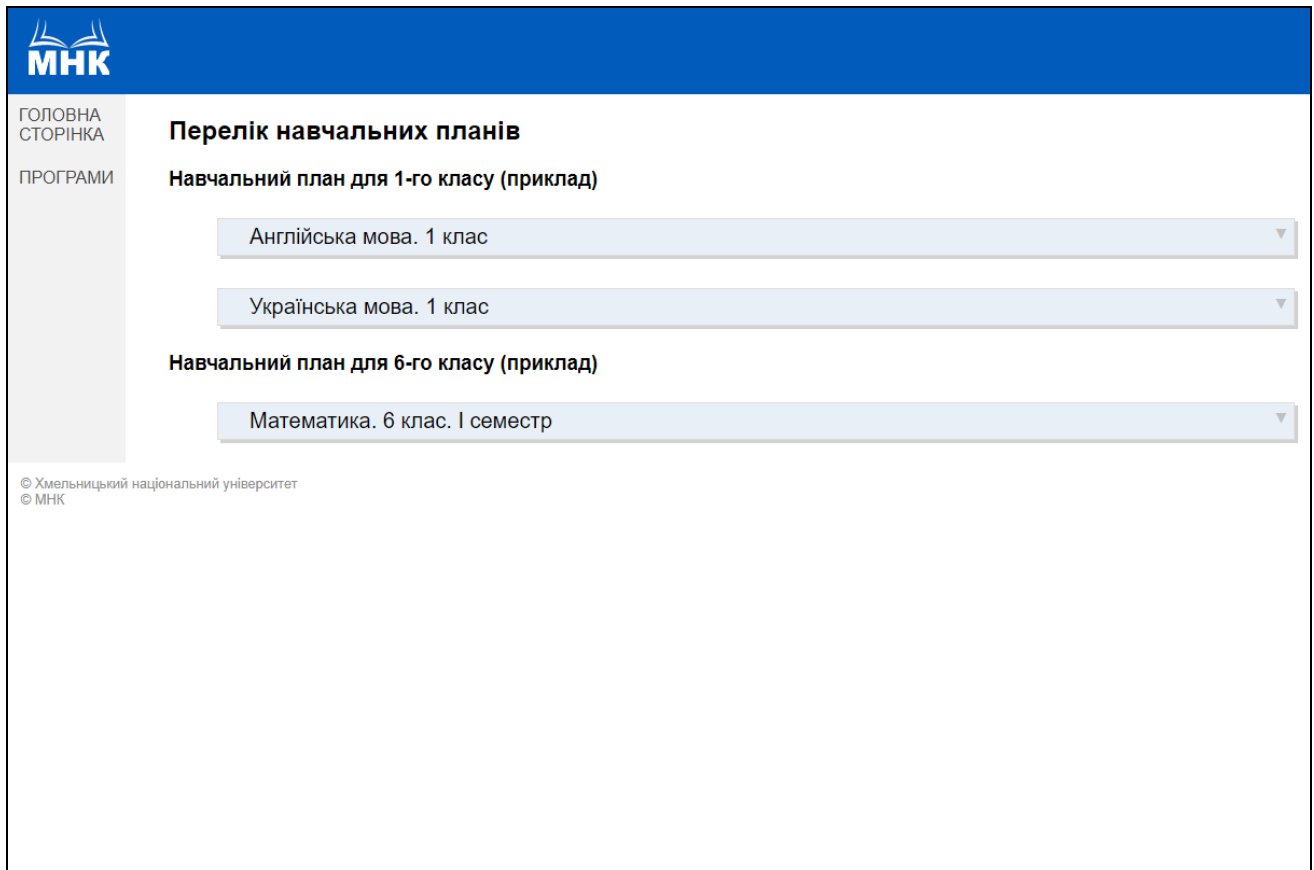 МНК
ГОЛОВНА
СТОРІНКА
ПРОГРАМИ
Перелік навчальних планів
Навчальний план для 1-го класу (приклад)
Англійська мова. 1 клас
Українська мова. 1 клас
Навчальний план для 6-го класу (приклад)
Математика. 6 клас. І семестр
© Хмельницький національний університет
© МНК